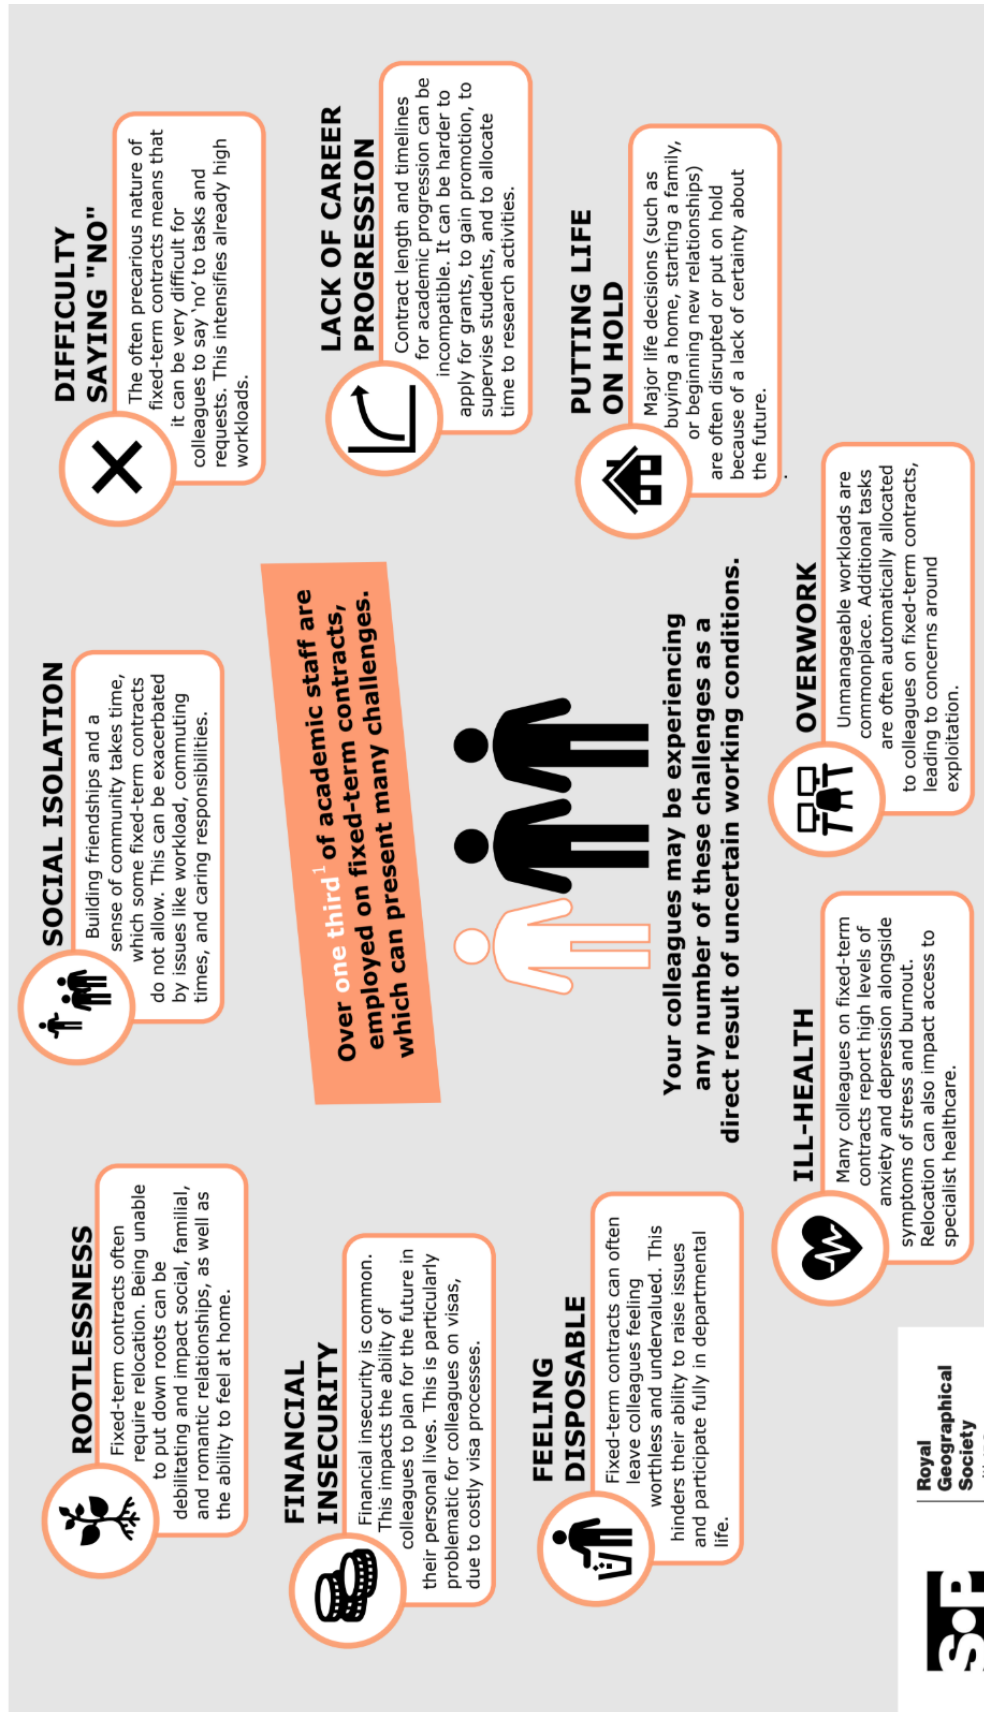 ROOTLESSNESS
Fixed-term contracts often
require relocation. Being unable
to put down roots can be
debilitating and impact social, familial,
and romantic relationships, as well as
the ability to feel at home.
SOCIAL ISOLATION
Building friendships and a
sense of community takes time,
which some fixed-term contracts
do not allow. This can be exacerbated
by issues like workload, commuting
times, and caring responsibilities.
DIFFICULTY
SAYING "NO"
The often precarious nature of
fixed-term contracts means that
it can be very difficult for
colleagues to say 'no' to tasks and
requests. This intensifies already high
workloads.
FINANCIAL
INSECURITY
Financial insecurity is common.
This impacts the ability of
colleagues to plan for the future in
their personal lives. This is particularly
problematic for colleagues on visas,
due to costly visa processes.
Over one third¹ of academic staff are
employed on fixed-term contracts,
which can present many challenges.
LACK OF CAREER
PROGRESSION
Contract length and timelines
for academic progression can be
incompatible. It can be harder to
apply for grants, to gain promotion, to
supervise students, and to allocate
time to research activities.
FEELING
DISPOSABLE
Fixed-term contracts can often
leave colleagues feeling
worthless and undervalued. This
hinders their ability to raise issues
and participate fully in departmental
life.
Your colleagues may be experiencing
any number of these challenges as a
direct result of uncertain working conditions.
PUTTING LIFE
ON HOLD
Major life decisions (such as
buying a home, starting a family,
or beginning new relationships)
are often disrupted or put on hold
because of a lack of certainty about
the future.
.
ILL-HEALTH
Many colleagues on fixed-term
contracts report high levels of
anxiety and depression alongside
symptoms of stress and burnout.
Relocation can also impact access to
specialist healthcare.
OVERWORK
Unmanageable workloads are
commonplace. Additional tasks
are often automatically allocated
to colleagues on fixed-term contracts,
leading to concerns around
exploitation.
Royal
Geographical
Society